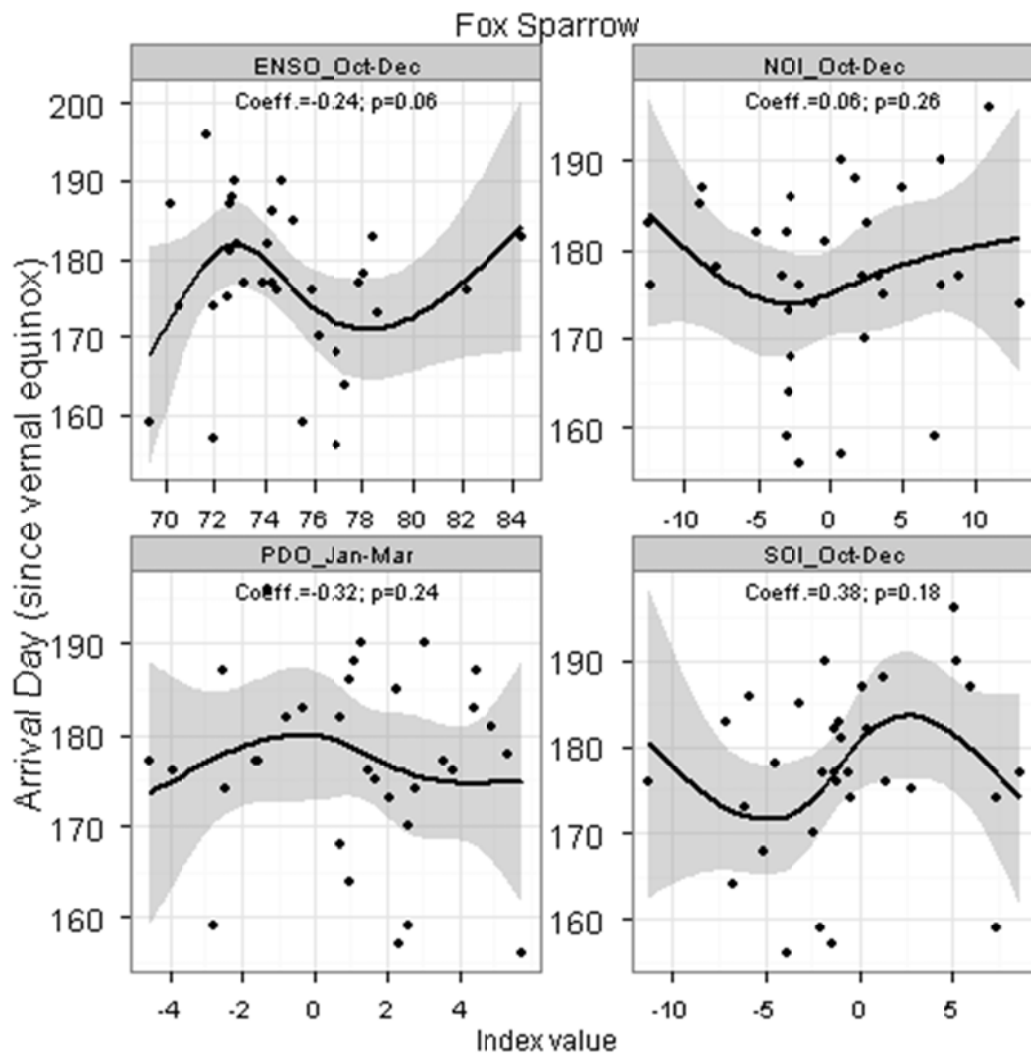 Fox Sparrow
ENSO_Oct-Dec
Coeff.=-0.24; p=0.06
200
190
180
170
160
70 72 74 76 78 80 82 84
NOI_Oct-Dec
Coeff.=0.06; p=0.26
190
180
170
160
-10 -5 0 5 10
PDO_Jan-Mar
Coeff.=-0.32; p=0.24
190
180
170
160
-4 -2 0 2 4
SOI_Oct-Dec
Coeff.=0.38; p=0.18
190
180
170
160
-10 -5 0 5
Arrival Day (since vernal equinox)
Index value